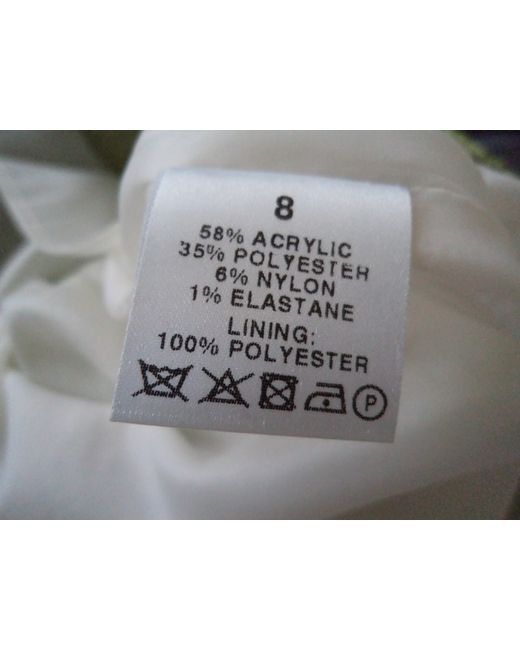 8
58% ACRYLIC
35% POLYESTER
6% NYLON
1% ELASTANE
LINING:
100% POLYESTER
P